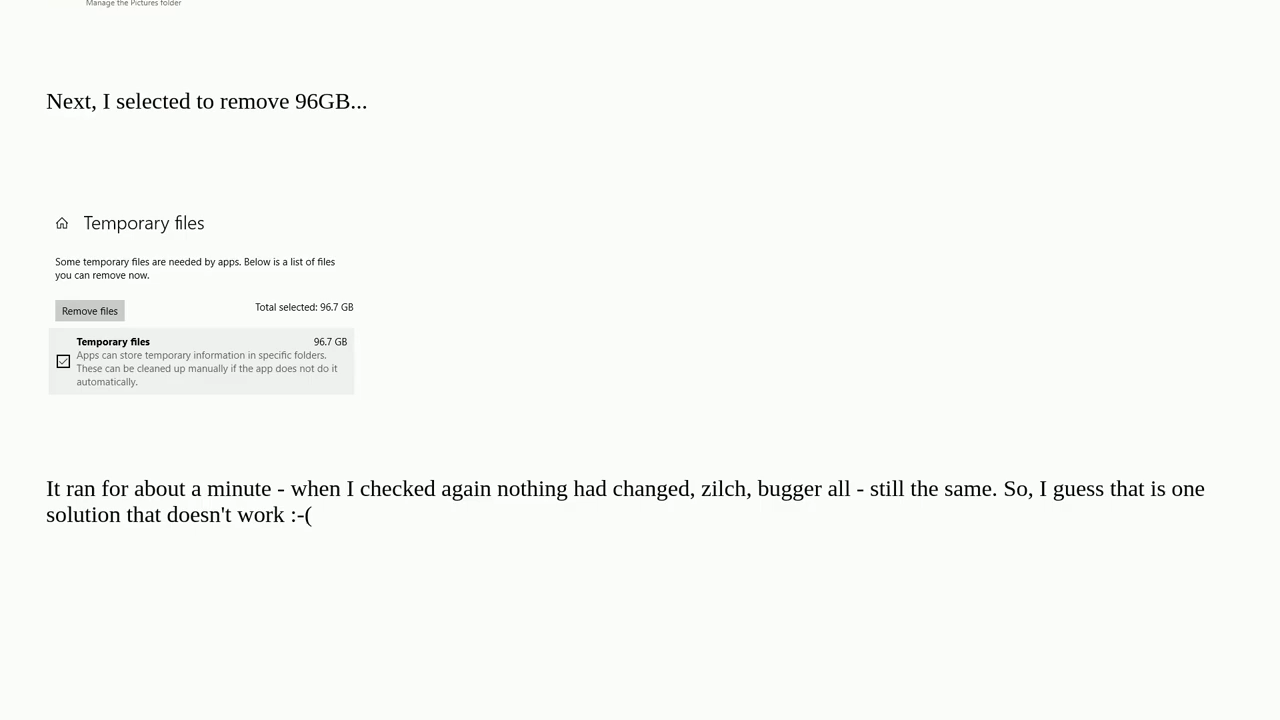 Manage the Pictures folder
Next, I selected to remove 96GB...
Temporary files
Some temporary files are needed by apps. Below is a list of files
you can remove now.
Remove files
Total selected: 96.7 GB
Temporary files
96.7 GB
Apps can store temporary information in specific folders.
These can be cleaned up manually if the app does not do it
automatically.
It ran for about a minute - when I checked again nothing had changed, zilch, bugger all - still the same. So, I guess that is one
solution that doesn't work :-(